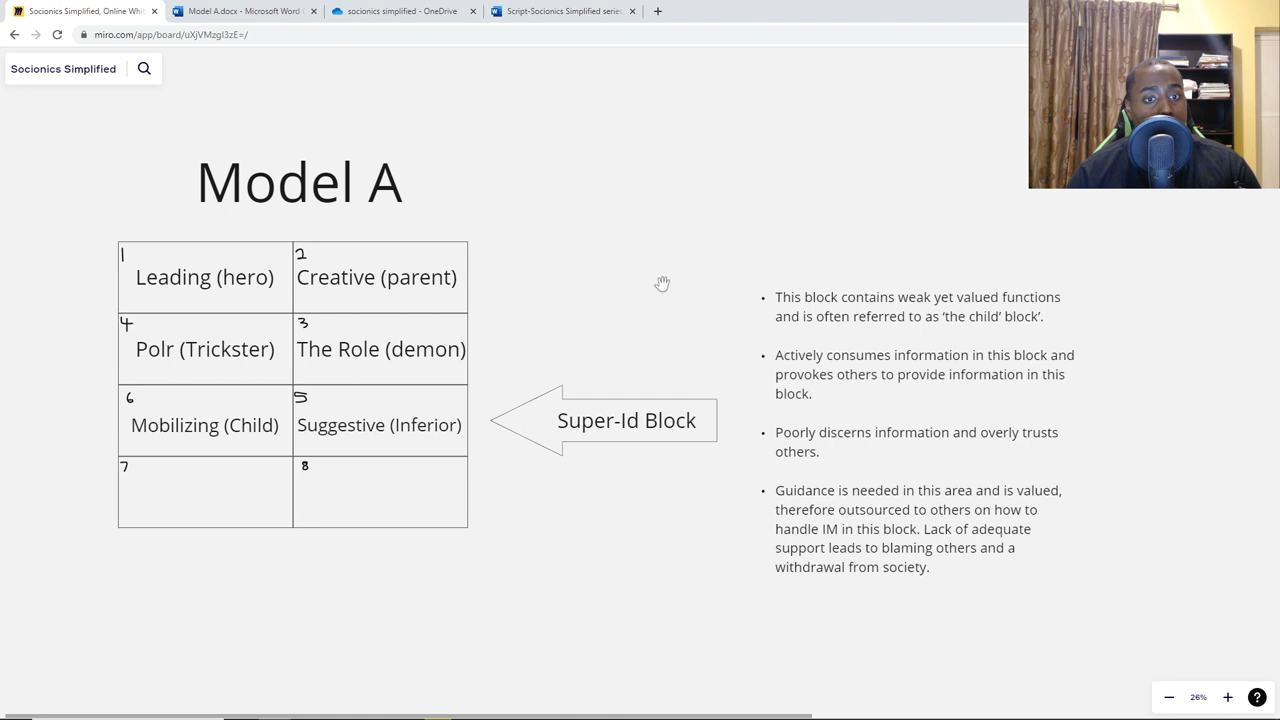 Socionics Simplified, Online Whi
Model A.docx - Microsoft Word
socionics simplified - OneDrive
Script-Socionics Simplified serie
miro.com/app/board/uXjVMzgI3zE=/
Socionics Simplified
Model A
1
Leading (hero)
2
Creative (parent)
4
Polr (Trickster)
3
The Role (demon)
6
Mobilizing (Child)
5
Suggestive (Inferior)
7
8
Super-Id Block
• This block contains weak yet valued functions
and is often referred to as ‘the child’ block’.
• Actively consumes information in this block and
provokes others to provide information in this
block.
• Poorly discerns information and overly trusts
others.
• Guidance is needed in this area and is valued,
therefore outsourced to others on how to
handle IM in this block. Lack of adequate
support leads to blaming others and a
withdrawal from society.
− 26% + ?